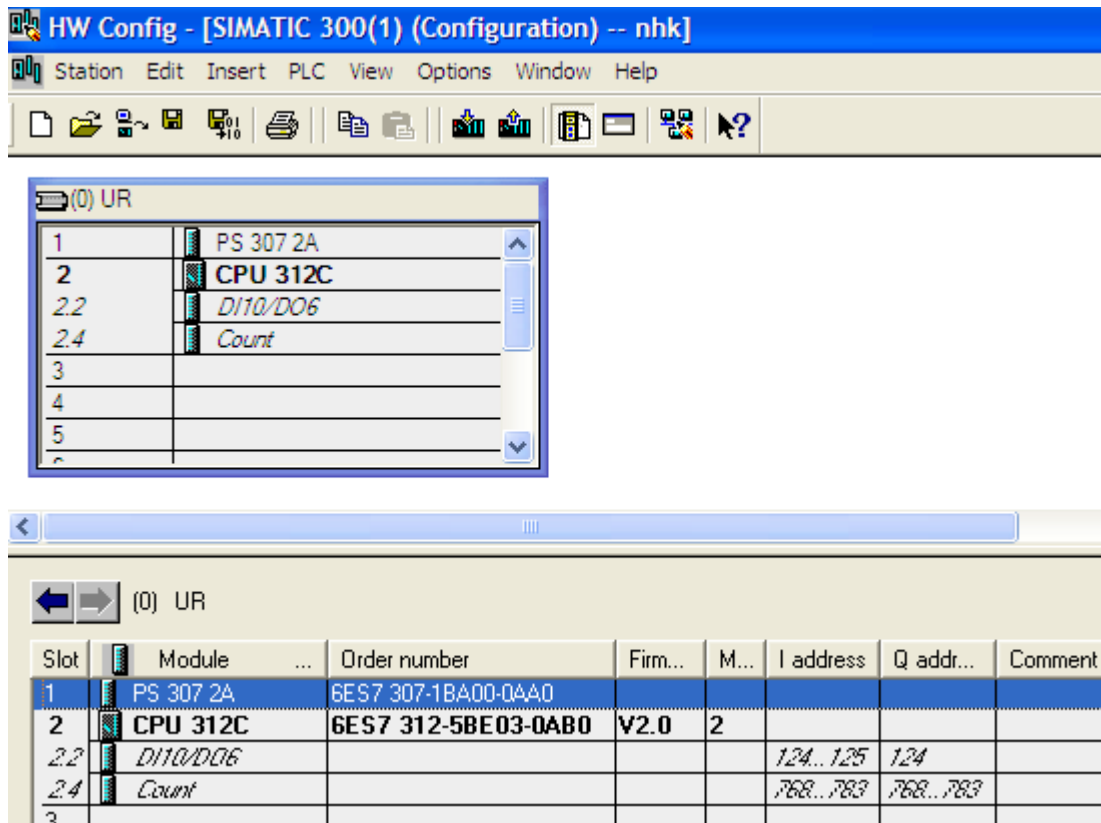 HW Config - [SIMATIC 300(1) (Configuration) -- nhk]
Station Edit Insert PLC View Options Window Help
(0) UR
1 PS 307 2A
2 CPU 312C
2.2 DI10/DO6
2.4 Count
3
4
5
(0) UR
Slot Module ... Order number Firm... M... I address Q addr... Comment
1 PS 307 2A 6ES7 307-1BA00-0AA0
2 CPU 312C 6ES7 312-5BE03-0AB0 V2.0 2
2.2 DI10/DO6 124...125 124
2.4 Count 768...783 768...783
3